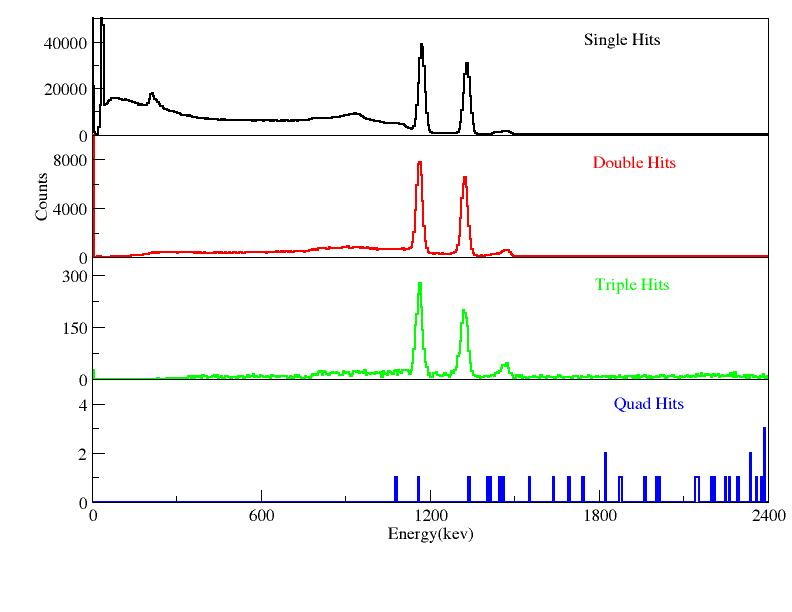 40000
20000
0
Single Hits
8000
4000
0
Double Hits
Counts
300
150
0
Triple Hits
4
2
0
Quad Hits
0 600 1200 1800 2400
Energy(kev)